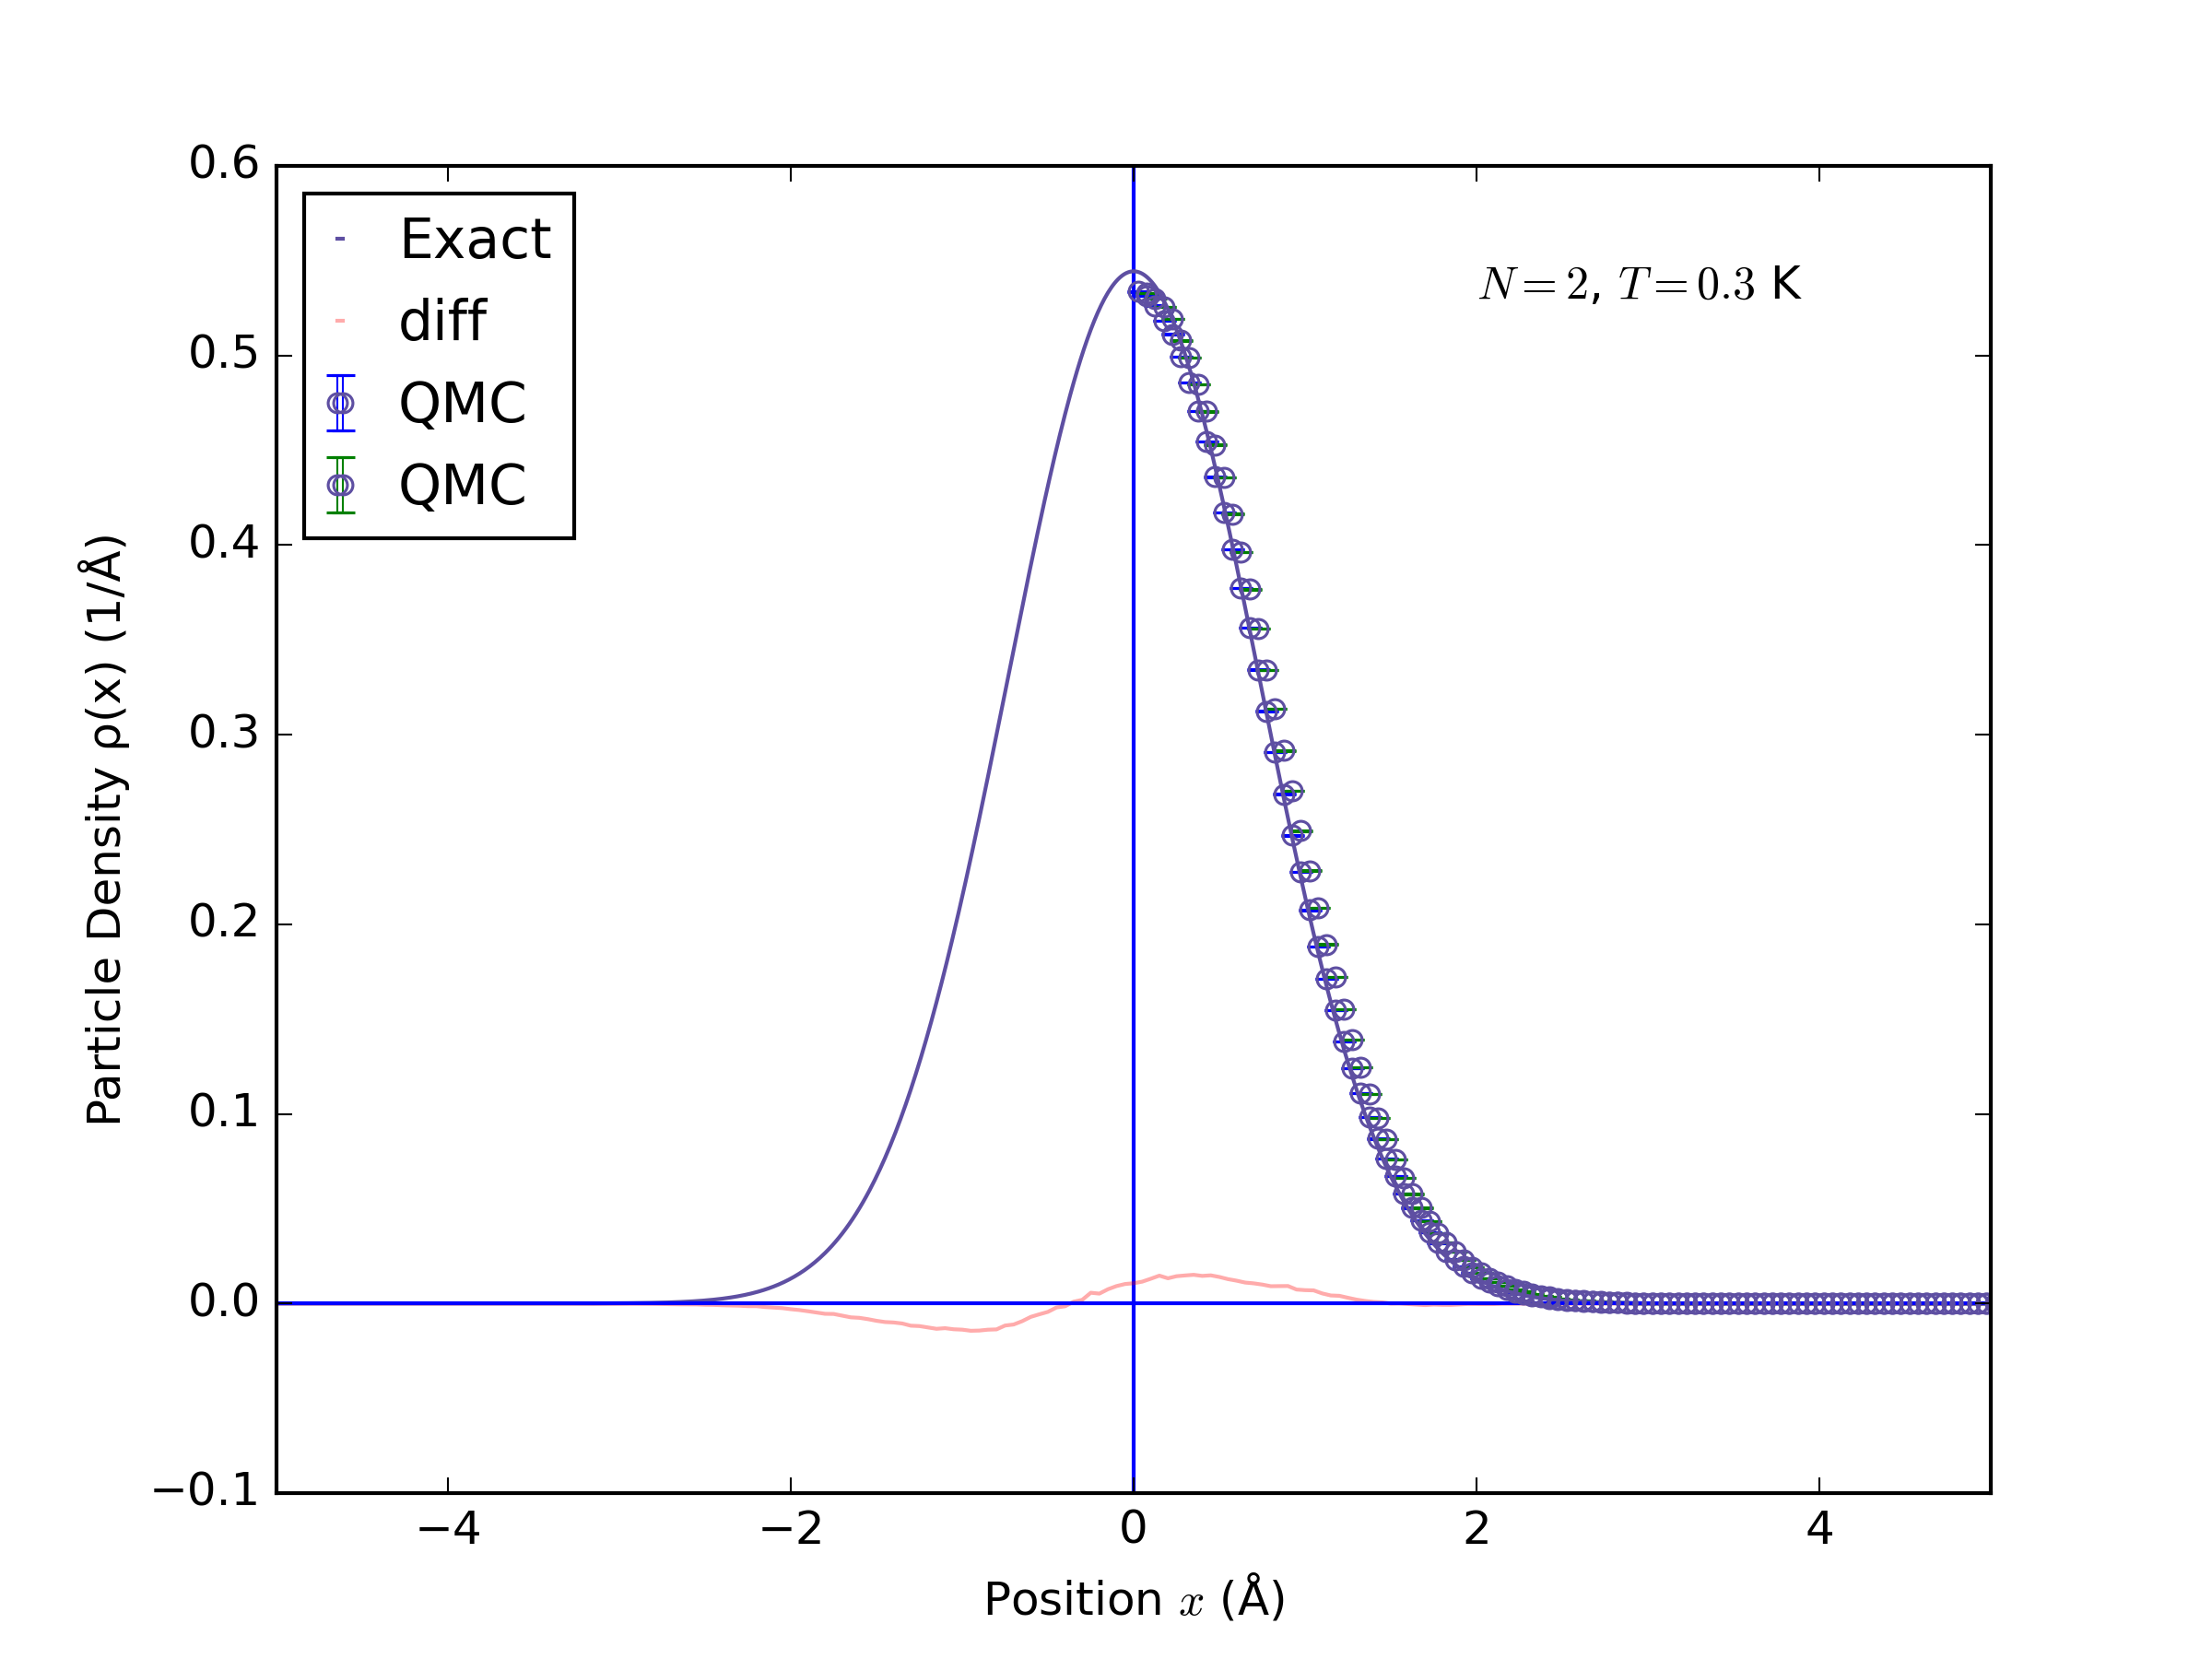 0.6
0.5
0.4
0.3
0.2
0.1
0.0
−0.1
Particle Density ρ(x) (1/Å)
Exact
diff
QMC
QMC
N = 2, T = 0.3 K
−4 −2 0 2 4
Position x (Å)